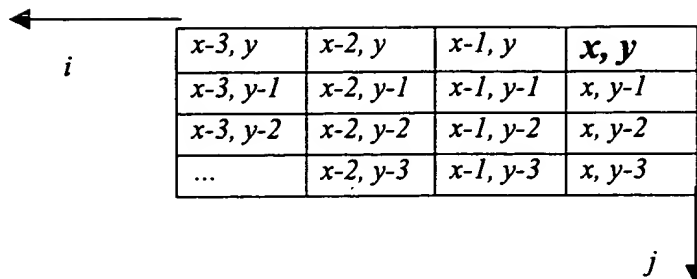 x-3, y x-2, y x-1, y x, y
i
x-3, y-1 x-2, y-1 x-1, y-1 x, y-1
x-3, y-2 x-2, y-2 x-1, y-2 x, y-2
... x-2, y-3 x-1, y-3 x, y-3
j